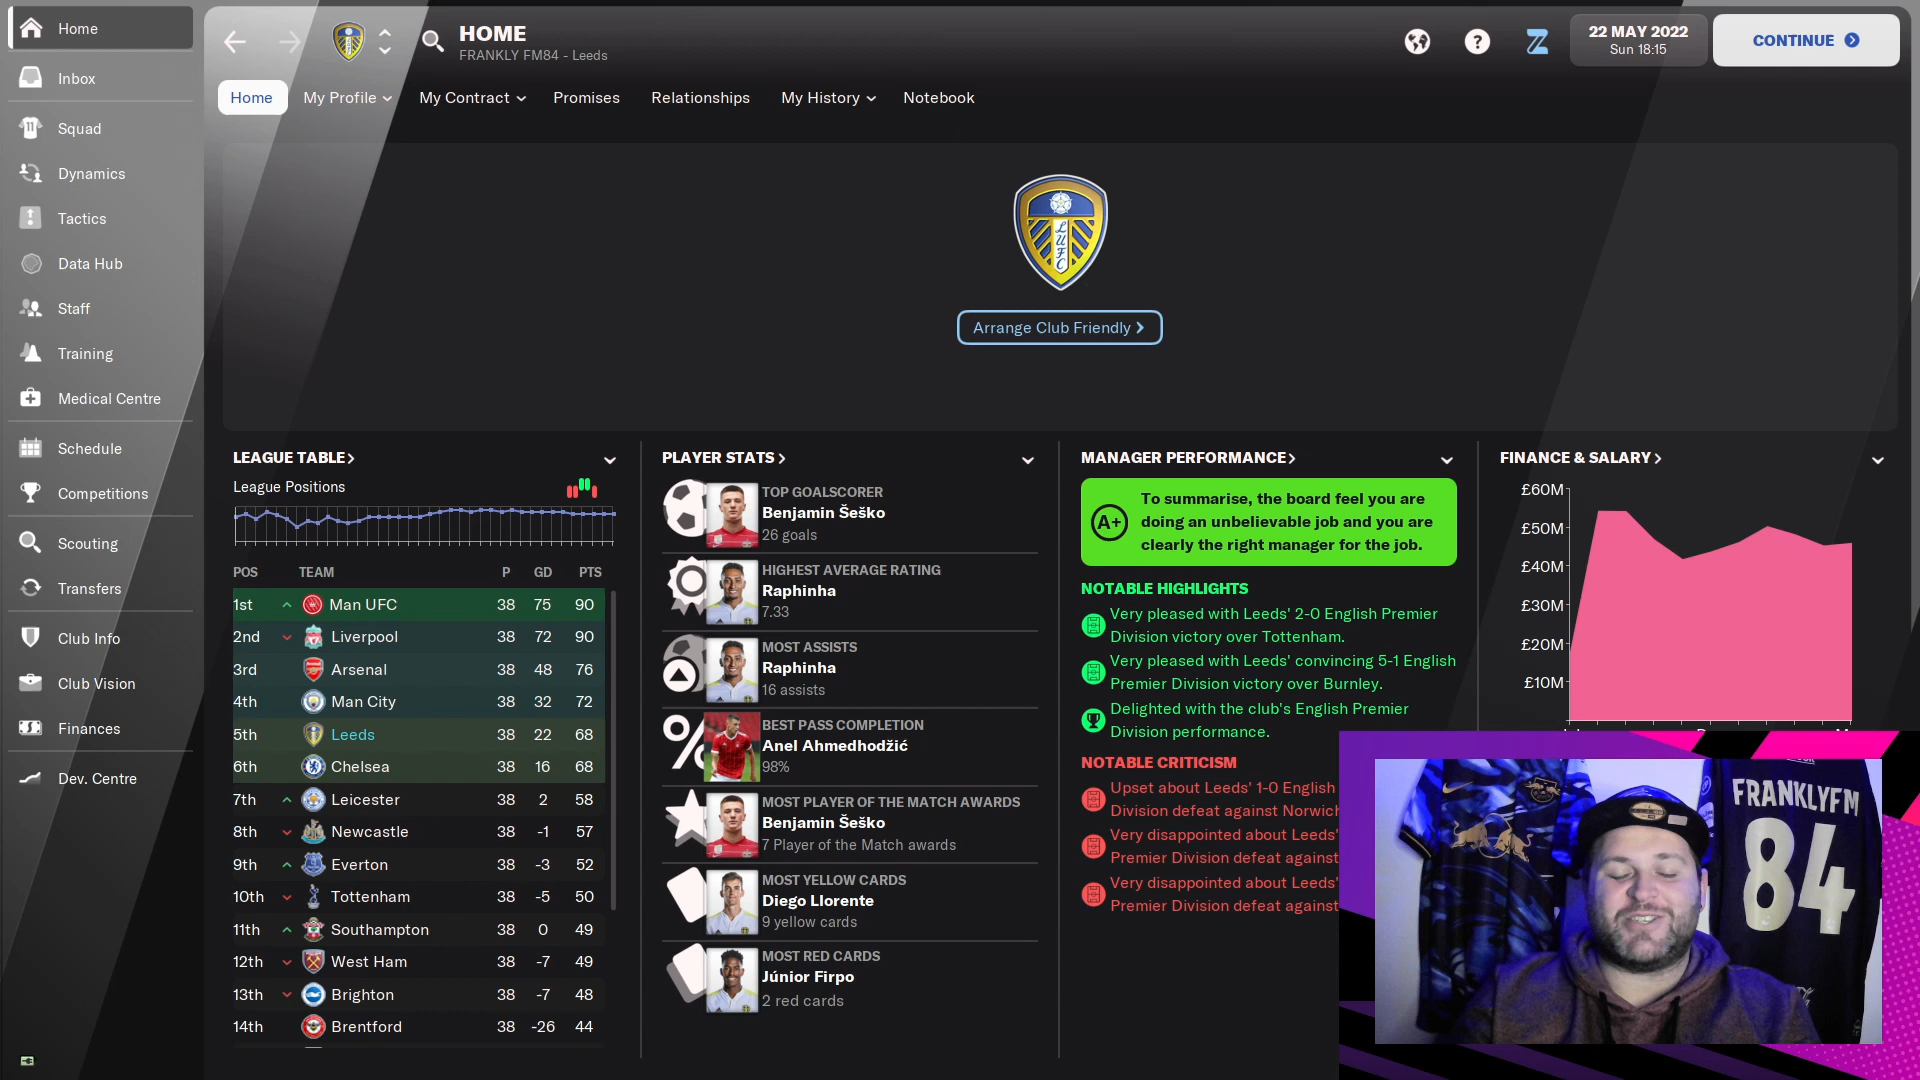 Home
Inbox
Squad
Dynamics
Tactics
Data Hub
Staff
Training
Medical Centre
Schedule
Competitions
Scouting
Transfers
Club Info
Club Vision
Finances
Dev. Centre
HOME
FRANKLY FM84 - Leeds
?
22 MAY 2022
Sun 18:15
CONTINUE
Home
My Profile
My Contract
Promises
Relationships
My History
Notebook
LUFC
Arrange Club Friendly
LEAGUE TABLE
League Positions
POS TEAM P GD PTS
1st Man UFC 38 75 90
2nd Liverpool 38 72 90
3rd Arsenal 38 48 76
4th Man City 38 32 72
5th Leeds 38 22 68
6th Chelsea 38 16 68
7th Leicester 38 2 58
8th Newcastle 38 -1 57
9th Everton 38 -3 52
10th Tottenham 38 -5 50
11th Southampton 38 0 49
12th West Ham 38 -7 49
13th Brighton 38 -7 48
14th Brentford 38 -26 44
PLAYER STATS
TOP GOALSCORER
Benjamin Šeško
26 goals
HIGHEST AVERAGE RATING
Raphinha
7.33
MOST ASSISTS
Raphinha
16 assists
%
BEST PASS COMPLETION
Anel Ahmedhodžić
98%
MOST PLAYER OF THE MATCH AWARDS
Benjamin Šeško
7 Player of the Match awards
MOST YELLOW CARDS
Diego Llorente
9 yellow cards
MOST RED CARDS
Júnior Firpo
2 red cards
MANAGER PERFORMANCE
A+
To summarise, the board feel you are
doing an unbelievable job and you are
clearly the right manager for the job.
NOTABLE HIGHLIGHTS
Very pleased with Leeds' 2-0 English Premier
Division victory over Tottenham.
Very pleased with Leeds' convincing 5-1 English
Premier Division victory over Burnley.
Delighted with the club's English Premier
Division performance.
NOTABLE CRITICISM
Upset about Leeds' 1-0 English
Division defeat against Norwich
Very disappointed about Leeds'
Premier Division defeat against
Very disappointed about Leeds'
Premier Division defeat against
FINANCE & SALARY
£60M
£50M
£40M
£30M
£20M
£10M
FRANKLYFM
84